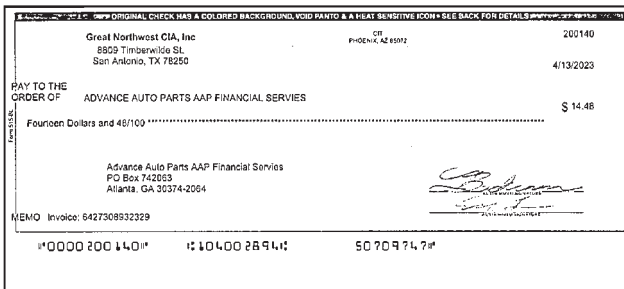 ORIGINAL CHECK HAS A COLORED BACKGROUND, VOID PANTO & A HEAT SENSITIVE ICON • SEE BACK FOR DETAILS
Great Northwest CIA, Inc
8809 Timberwilde St.
San Antonio, TX 78250
CIT
PHOENIX, AZ 85072
200140
4/13/2023
PAY TO THE
ORDER OF ADVANCE AUTO PARTS AAP FINANCIAL SERVIES
$ 14.48
Fourteen Dollars and 48/100
Advance Auto Parts AAP Financial Servies
PO Box 742063
Atlanta, GA 30374-2064
MEMO Invoice: 6427308932329
⑈0000200140⑈ ⑆104002894⑆ 50709747⑈